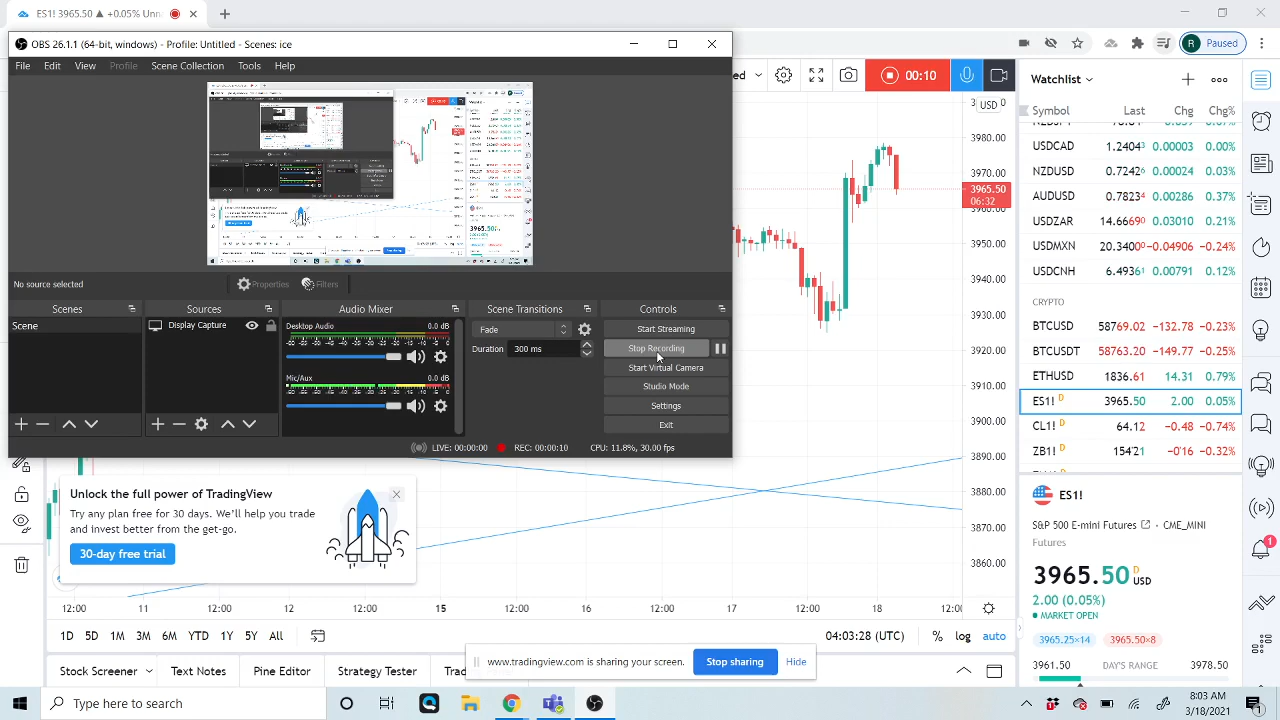 ES1! 3965.50 ▲ +0.05% Unn
OBS 26.1.1 (64-bit, windows) - Profile: Untitled - Scenes: ice
File Edit View Profile Scene Collection Tools Help
Paused
R
00:10
Watchlist
USD
Symbol Last Chg Chg%
USDCAD 1.24043 0.00003 0.00%
3980.00
NZDUSD 0.72426 0.00024 0.03%
3970.00
AUDUSD 0.78234 0.00286 0.37%
3965.50
06:32
USDZAR 14.66690 0.03010 0.21%
USDMXN 20.34000 −0.04906 −0.24%
3950.00
USDCNH 6.49361 0.00791 0.12%
3940.00
CRYPTO
3930.00
BTCUSD 58767.02 −132.78 −0.23%
3920.00
BTCUSDT 58763.20 −149.77 −0.25%
3910.00
ETHUSD 1836.61 14.31 0.79%
ES1! D 3965.50 2.00 0.05%
3900.00
CL1! D 64.12 −0.48 −0.74%
ZB1! D 154'21 −0'16 −0.32%
3890.00
3880.00
3870.00
3860.00
No source selected
Properties Filters
Scenes Sources Audio Mixer Scene Transitions Controls
Scene
Display Capture
Desktop Audio 0.0 dB
Mic/Aux 0.0 dB
Fade
Duration 300 ms
Start Streaming
Stop Recording
Start Virtual Camera
Studio Mode
Settings
Exit
LIVE: 00:00:00 REC: 00:00:10 CPU: 11.8%, 30.00 fps
Unlock the full power of TradingView
Try any plan free for 30 days. We'll help you trade
and invest better from the get-go.
30-day free trial
ES1!
S&P 500 E-mini Futures · CME_MINI
Futures
3965.50 D USD
2.00 (0.05%)
MARKET OPEN
3965.25×14 3965.50×8
3961.50 DAY'S RANGE 3978.50
12:00 11 12:00 12 12:00 15 12:00 16 12:00 17 12:00 18 12:00
1D 5D 1M 3M 6M YTD 1Y 5Y All
04:03:28 (UTC) % log auto
www.tradingview.com is sharing your screen. Stop sharing Hide
Stock Screener Text Notes Pine Editor Strategy Tester Trad
1
Type here to search
8:03 AM
3/18/2021